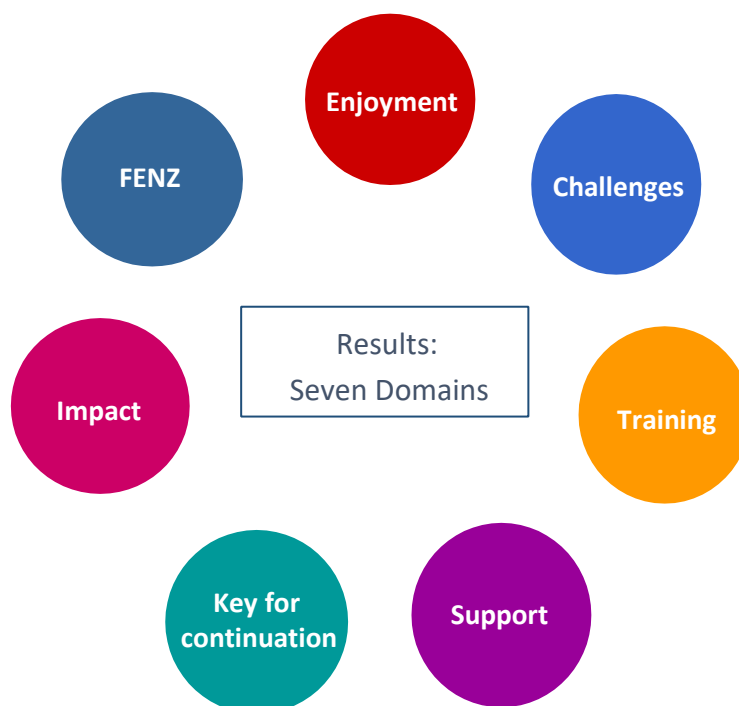 Enjoyment
FENZ
Challenges
Results:
Seven Domains
Impact
Training
Key for
continuation
Support